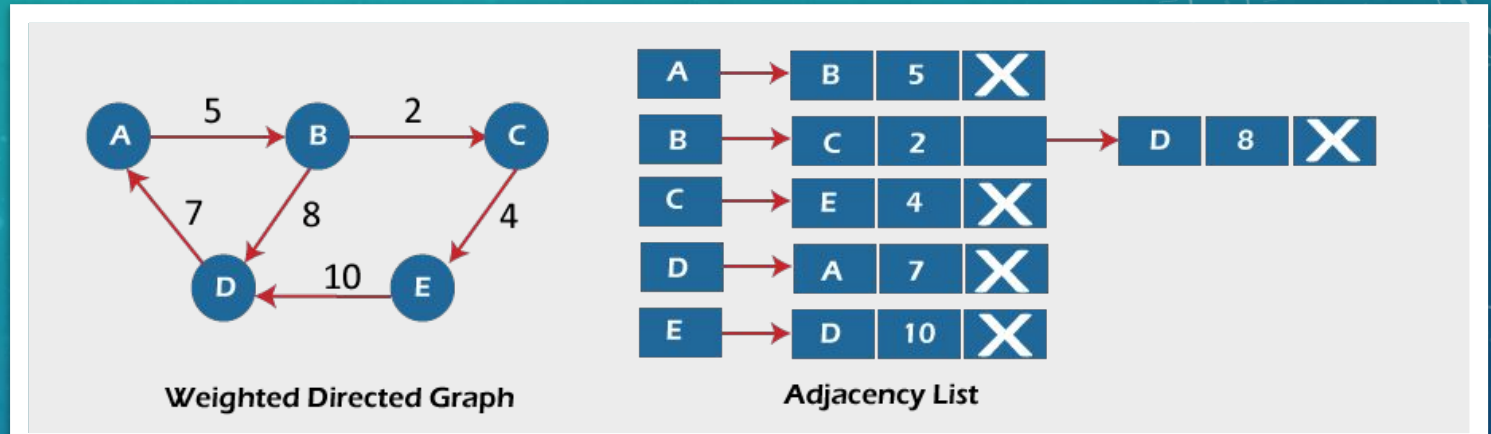 A 5 B 2 C
7 8 4
D 10 E
Weighted Directed Graph
A B 5 X
B C 2 D 8 X
C E 4 X
D A 7 X
E D 10 X
Adjacency List